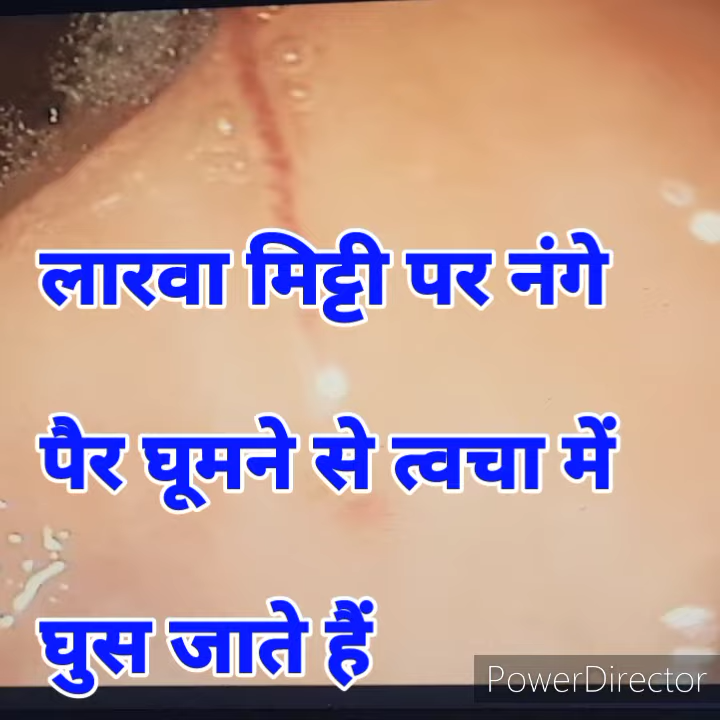 लारवा मिट्टी पर नंगे
पैर घूमने से त्वचा में
घुस जाते हैं
PowerDirector